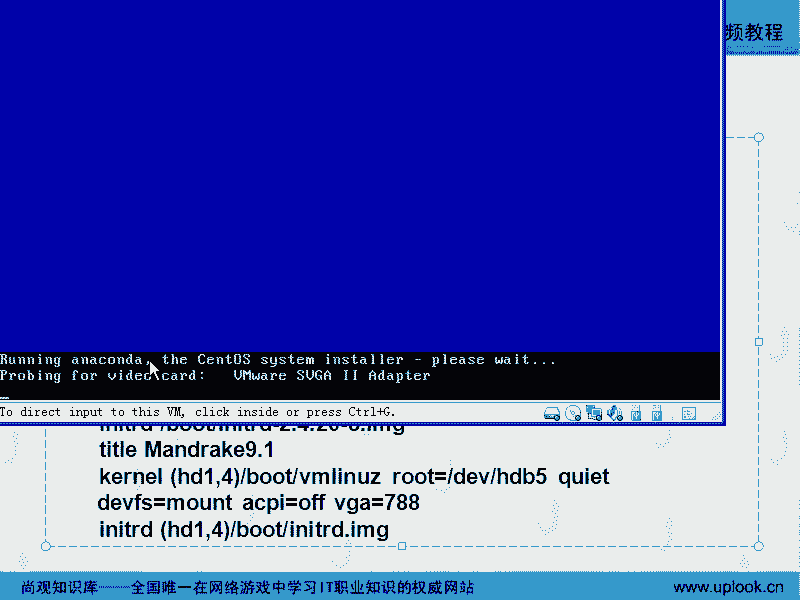 频教程
Running anaconda, the CentOS system installer - please wait...
Probing for video card:   VMware SVGA II Adapter
To direct input to this VM, click inside or press Ctrl+G.
title Mandrake9.1
kernel (hd1,4)/boot/vmlinuz root=/dev/hdb5 quiet
devfs=mount acpi=off vga=788
initrd (hd1,4)/boot/initrd.img
尚观知识库——全国唯一在网络游戏中学习IT职业知识的权威网站
www.uplook.cn